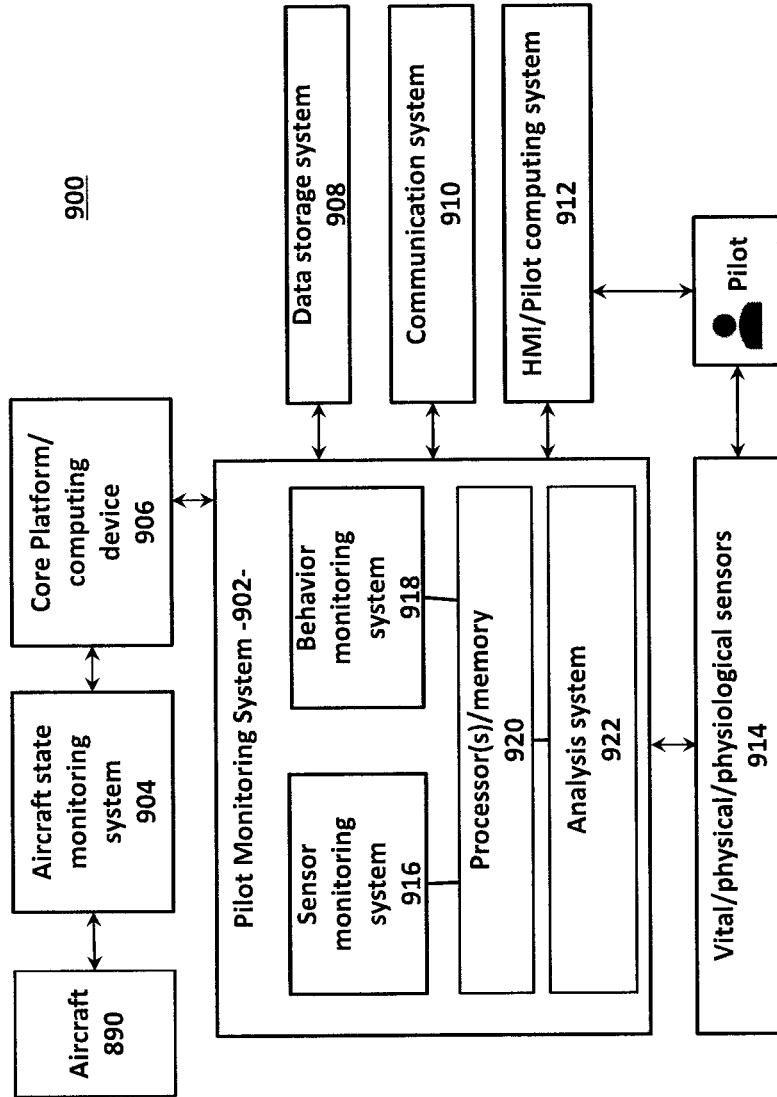 900
Aircraft
890
Aircraft state
monitoring
system
904
Core Platform/
computing
device
906
Pilot Monitoring System -902-
Sensor
monitoring
system
916
Behavior
monitoring
system
918
Processor(s)/memory
920
Analysis system
922
Data storage system
908
Communication system
910
HMI/Pilot computing system
912
Vital/physical/physiological sensors
914
Pilot